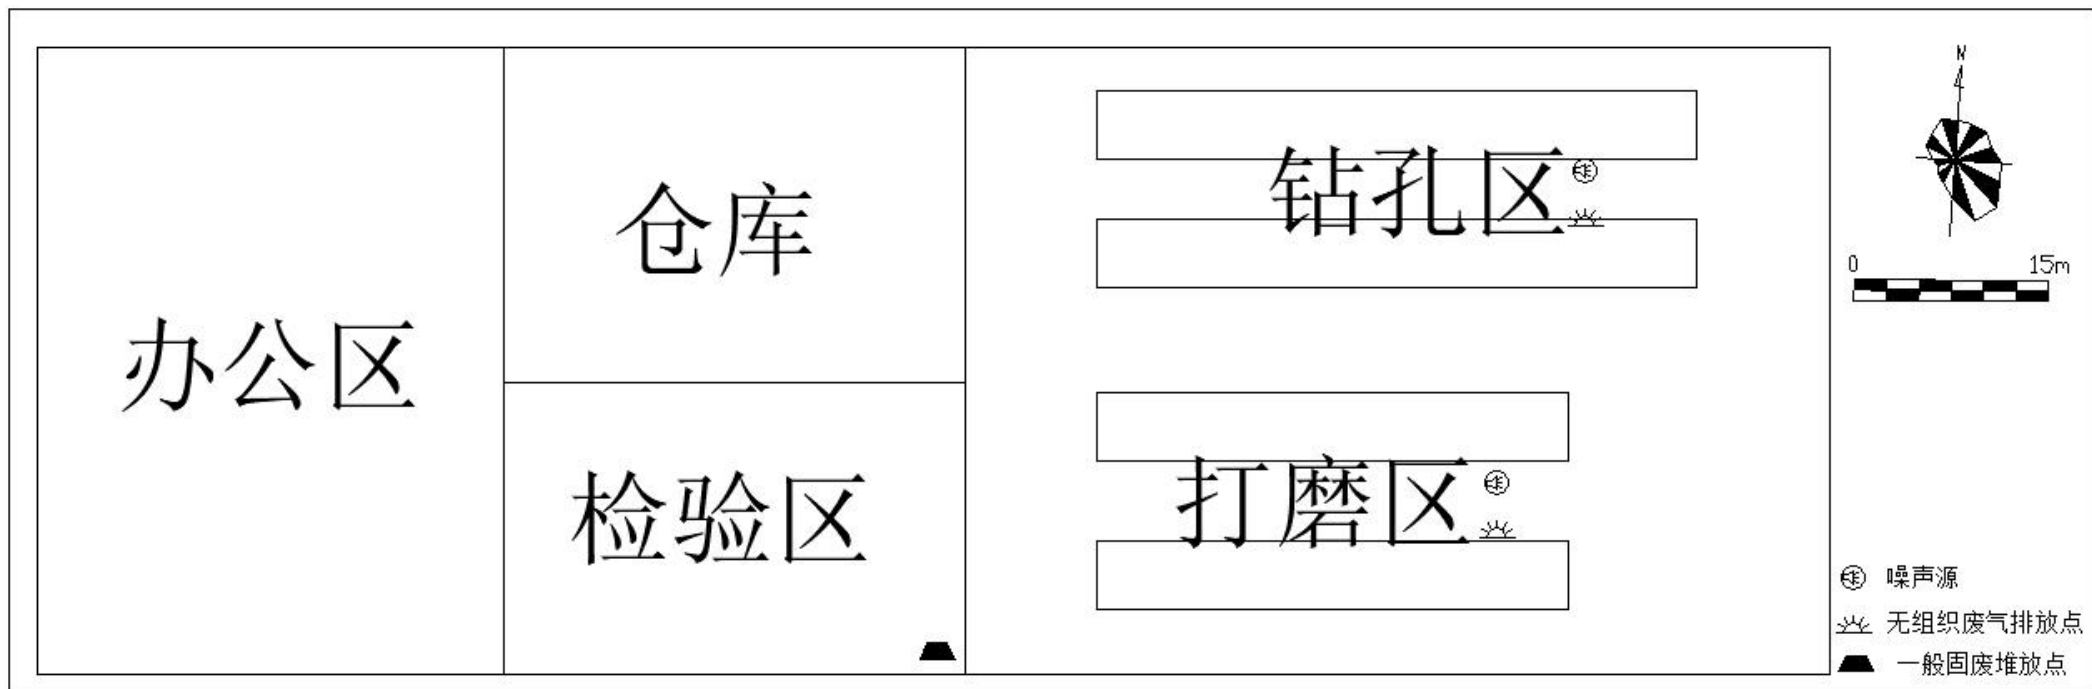 办公区
仓库
检验区
钻孔区
打磨区
N
0 15m
噪声源
无组织废气排放点
一般固废堆放点